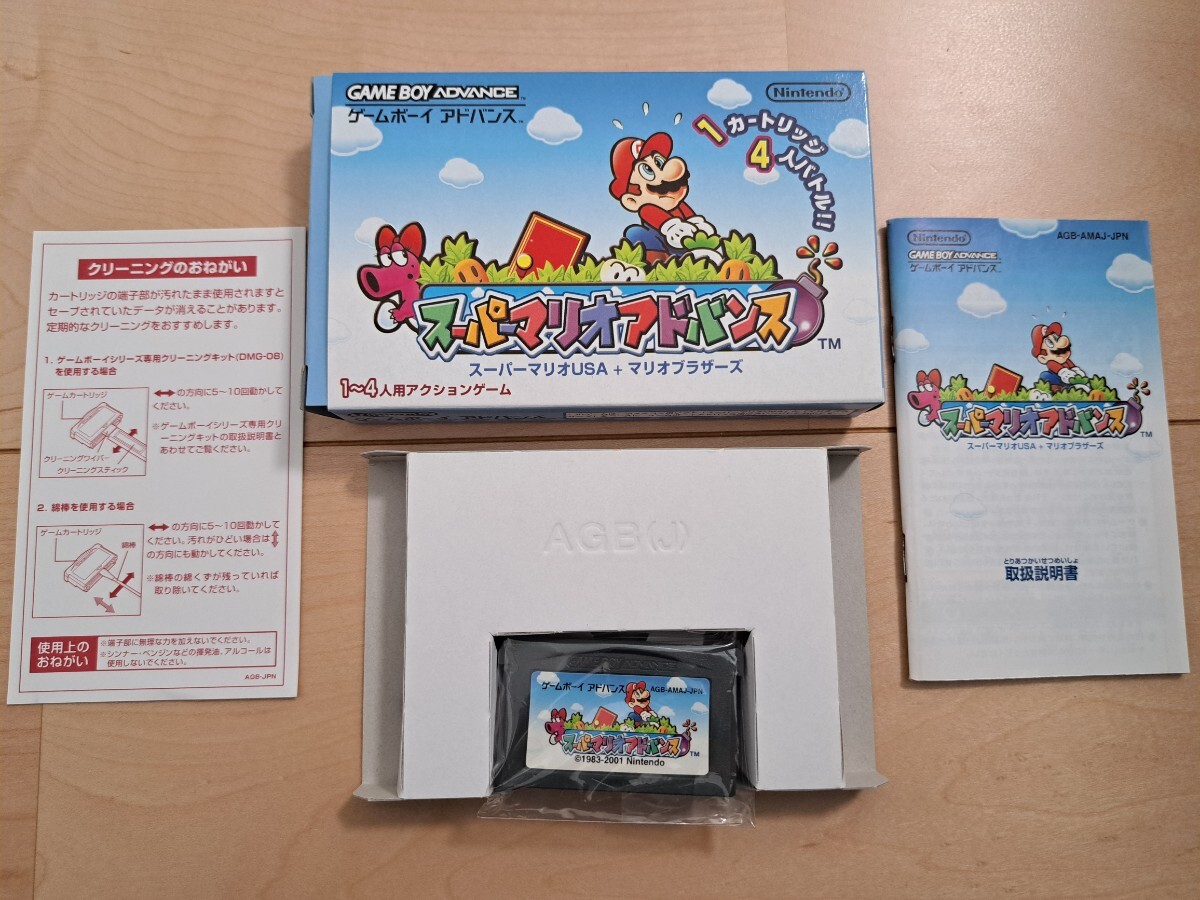 GAME BOY ADVANCE™
ゲームボーイ アドバンス™
Nintendo
1カートリッジ
4人バトル!!
スーパーマリオアドバンス™
スーパーマリオUSA + マリオブラザーズ
1〜4人用アクションゲーム
クリーニングのおねがい
カートリッジの端子部が汚れたまま使用されますと
セーブされていたデータが消えることがあります。
定期的なクリーニングをおすすめします。
1. ゲームボーイシリーズ専用クリーニングキット(DMG-08)
を使用する場合
ゲームカートリッジ
クリーニングワイパー
クリーニングスティック
⟷の方向に5〜10回動かして
ください。
※ゲームボーイシリーズ専用クリ
ーニングキットの取扱説明書と
あわせてご覧ください。
2. 綿棒を使用する場合
ゲームカートリッジ
綿棒
⟷の方向に5〜10回動かして
ください。汚れがひどい場合は↕
の方向にも動かしてください。
※綿棒の綿くずが残っていれば
取り除いてください。
使用上の
おねがい
※端子部に無理な力を加えないでください。
※シンナー・ベンジンなどの揮発油、アルコールは
使用しないでください。
AGB-JPN
AGB(J)
GAME BOY ADVANCE
ゲームボーイ アドバンス
AGB-AMAJ-JPN
スーパーマリオアドバンス™
©1983-2001 Nintendo
Nintendo
AGB-AMAJ-JPN
GAME BOY ADVANCE
ゲームボーイ アドバンス™
スーパーマリオアドバンス™
スーパーマリオUSA + マリオブラザーズ
とりあつかいせつめいしょ
取扱説明書